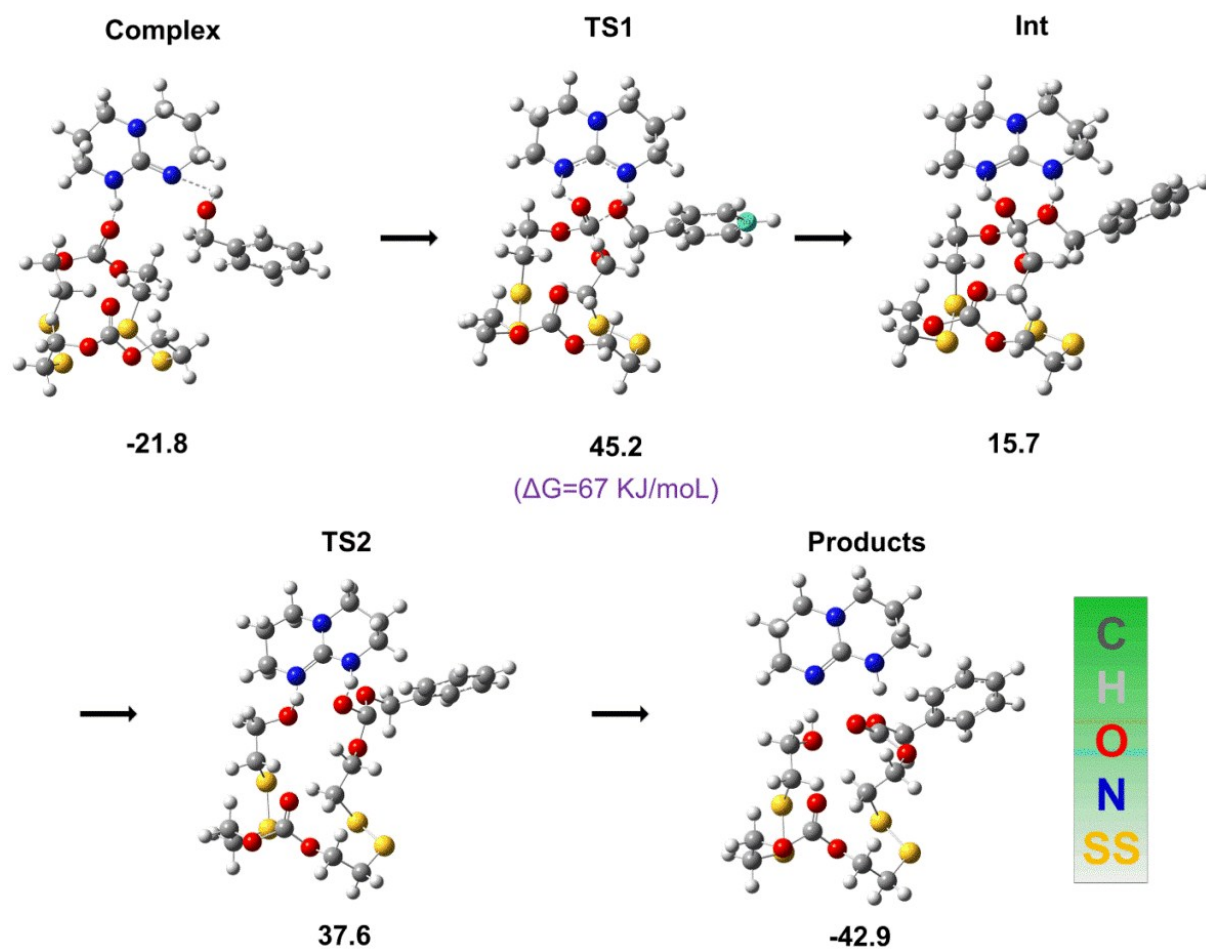 Complex
TS1
Int
-21.8
45.2
15.7
(ΔG=67 KJ/moL)
TS2
Products
37.6
-42.9
C
H
O
N
SS